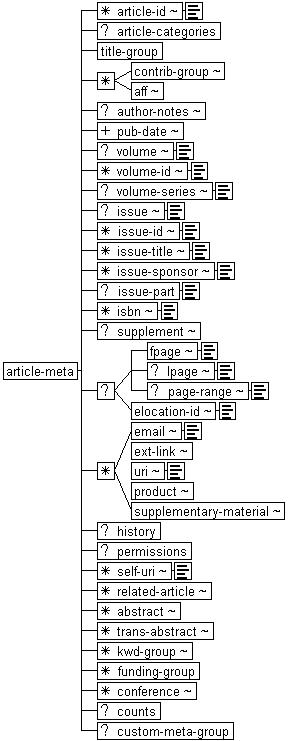 * article-id ~
? article-categories
title-group
*
contrib-group ~
aff ~
? author-notes ~
+ pub-date ~
? volume ~
* volume-id ~
? volume-series ~
? issue ~
* issue-id ~
* issue-title ~
* issue-sponsor ~
? issue-part
* isbn ~
? supplement ~
article-meta
?
fpage ~
? lpage ~
? page-range ~
elocation-id ~
*
email ~
ext-link ~
uri ~
product ~
supplementary-material ~
? history
? permissions
* self-uri ~
* related-article ~
* abstract ~
* trans-abstract ~
* kwd-group ~
* funding-group
* conference ~
? counts
? custom-meta-group